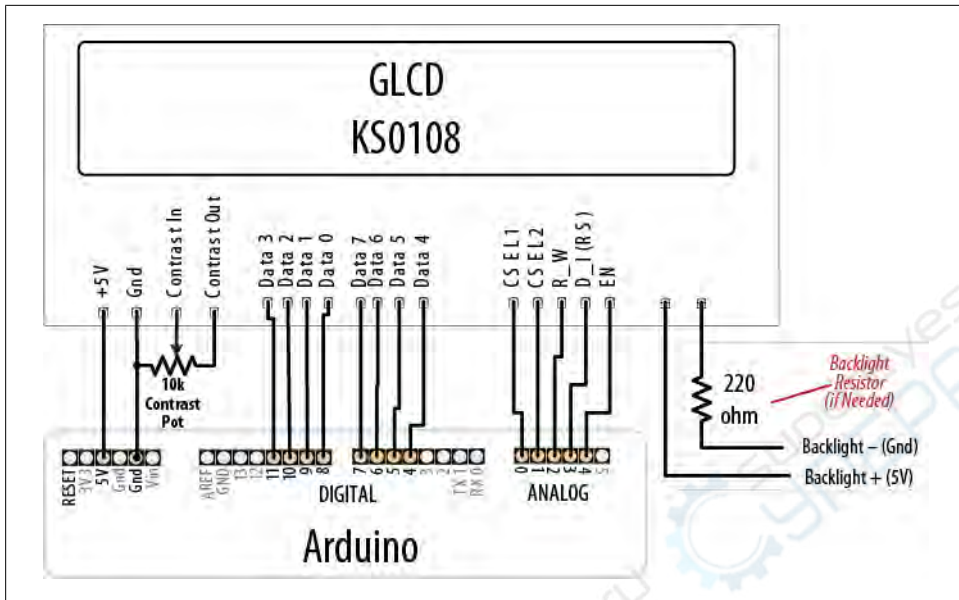 GLCD
KS0108
+5V
Gnd
Contrast In
Contrast Out
Data 3
Data 2
Data 1
Data 0
Data 7
Data 6
Data 5
Data 4
CSEL1
CSEL2
R_W
D_I (RS)
EN
10k
Contrast
Pot
220
ohm
Backlight
Resistor
(if Needed)
Backlight – (Gnd)
Backlight + (5V)
RESET
3V3
5V
Gnd
Gnd
Vin
AREF
GND
13
12
11
10
9
8
7
6
5
4
3
2
TX 1
RX 0
0
1
2
3
4
5
DIGITAL
ANALOG
Arduino